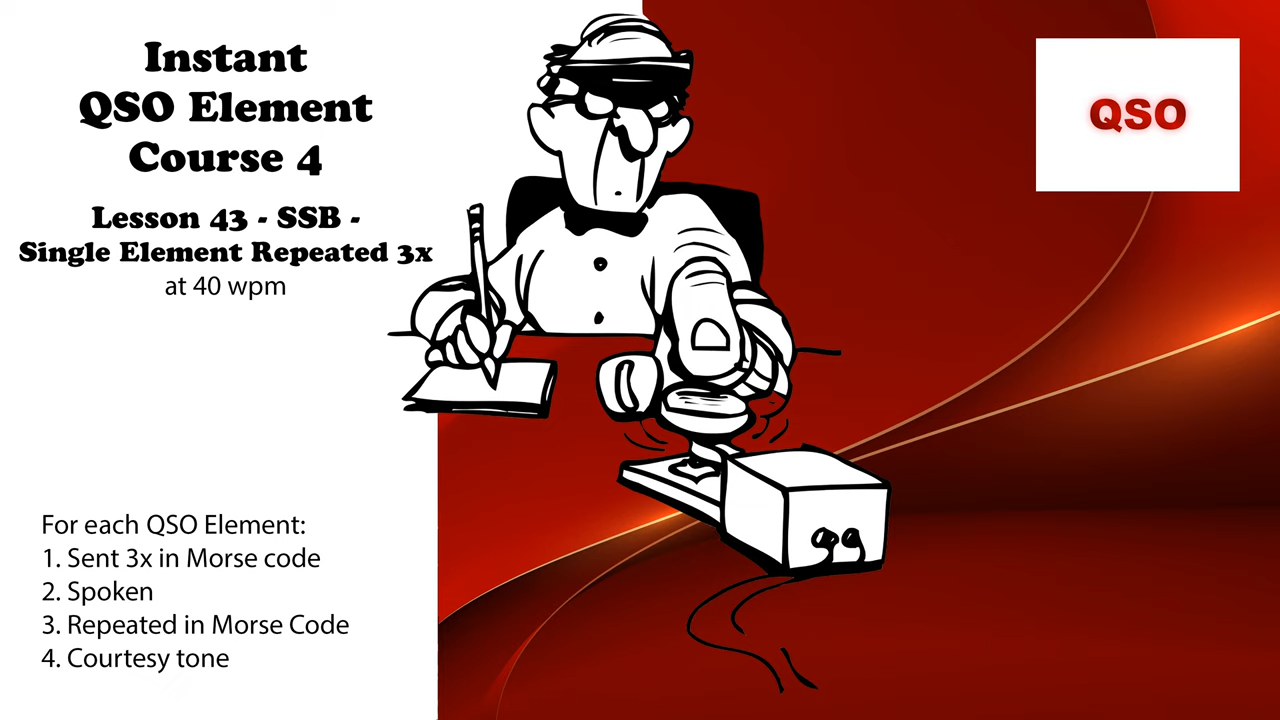 Instant
QSO Element
Course 4
Lesson 43 - SSB -
Single Element Repeated 3x
at 40 wpm
QSO
For each QSO Element:
1. Sent 3x in Morse code
2. Spoken
3. Repeated in Morse Code
4. Courtesy tone